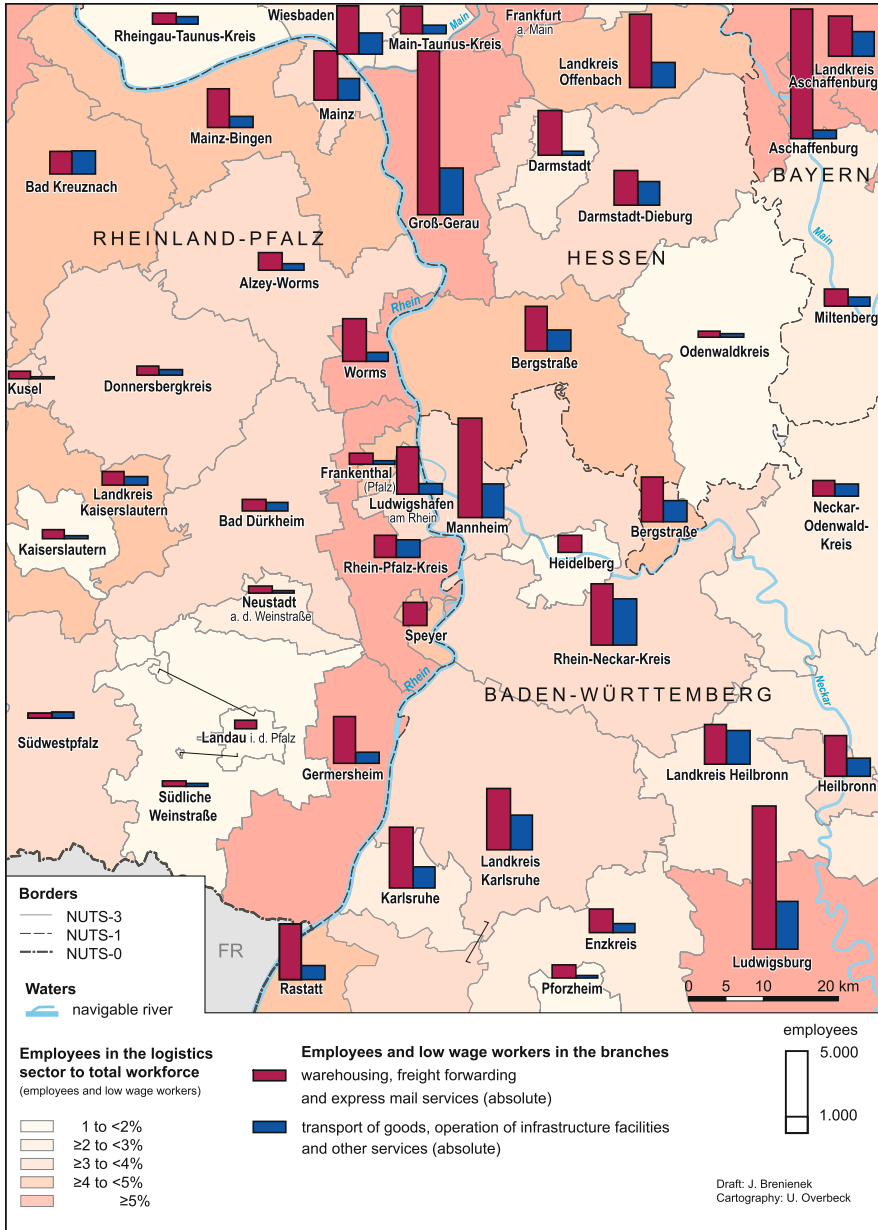 Rheingau-Taunus-Kreis
Wiesbaden
Main-Taunus-Kreis
Main
Frankfurt
a. Main
Landkreis
Offenbach
Landkreis
Aschaffenburg
Mainz
Mainz-Bingen
Bad Kreuznach
Groß-Gerau
Darmstadt
Darmstadt-Dieburg
Aschaffenburg
BAYERN
RHEINLAND-PFALZ
HESSEN
Main
Alzey-Worms
Rhein
Miltenberg
Worms
Bergstraße
Odenwaldkreis
Kusel
Donnersbergkreis
Frankenthal
(Pfalz)
Ludwigshafen
am Rhein
Mannheim
Landkreis
Kaiserslautern
Bad Dürkheim
Bergstraße
Neckar-
Odenwald-
Kreis
Kaiserslautern
Rhein-Pfalz-Kreis
Heidelberg
Neustadt
a. d. Weinstraße
Speyer
Rhein-Neckar-Kreis
Rhein
BADEN-WÜRTTEMBERG
Neckar
Südwestpfalz
Landau i. d. Pfalz
Germersheim
Landkreis Heilbronn
Heilbronn
Südliche
Weinstraße
Landkreis
Karlsruhe
Karlsruhe
Enzkreis
Ludwigsburg
Pforzheim
Rastatt
FR
0 5 10 20 km
Borders
NUTS-3
NUTS-1
NUTS-0
Waters
navigable river
Employees in the logistics
sector to total workforce
(employees and low wage workers)
1 to <2%
≥2 to <3%
≥3 to <4%
≥4 to <5%
≥5%
Employees and low wage workers in the branches
warehousing, freight forwarding
and express mail services (absolute)
transport of goods, operation of infrastructure facilities
and other services (absolute)
employees
5.000
1.000
Draft: J. Brenienek
Cartography: U. Overbeck